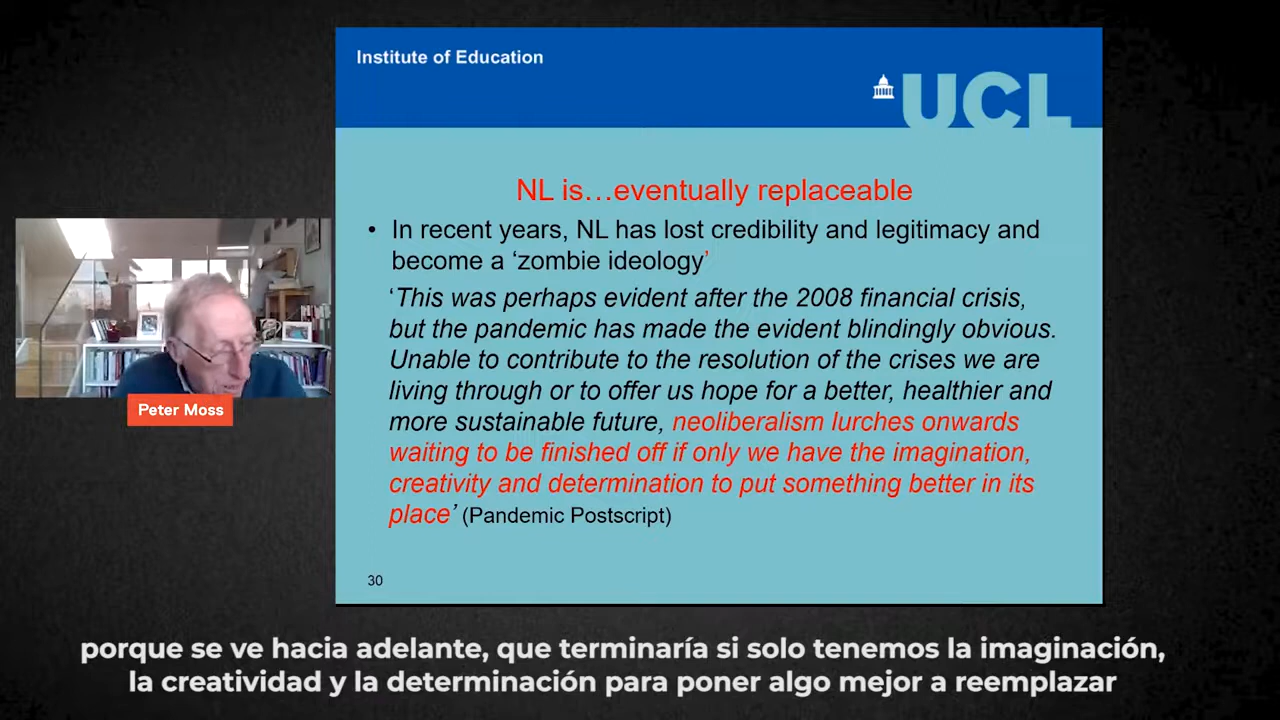 Institute of Education
UCL
NL is…eventually replaceable
• In recent years, NL has lost credibility and legitimacy and
become a ‘zombie ideology’
‘This was perhaps evident after the 2008 financial crisis,
but the pandemic has made the evident blindingly obvious.
Unable to contribute to the resolution of the crises we are
living through or to offer us hope for a better, healthier and
more sustainable future, neoliberalism lurches onwards
waiting to be finished off if only we have the imagination,
creativity and determination to put something better in its
place’ (Pandemic Postscript)
30
Peter Moss
porque se ve hacia adelante, que terminaría si solo tenemos la imaginación,
la creatividad y la determinación para poner algo mejor a reemplazar